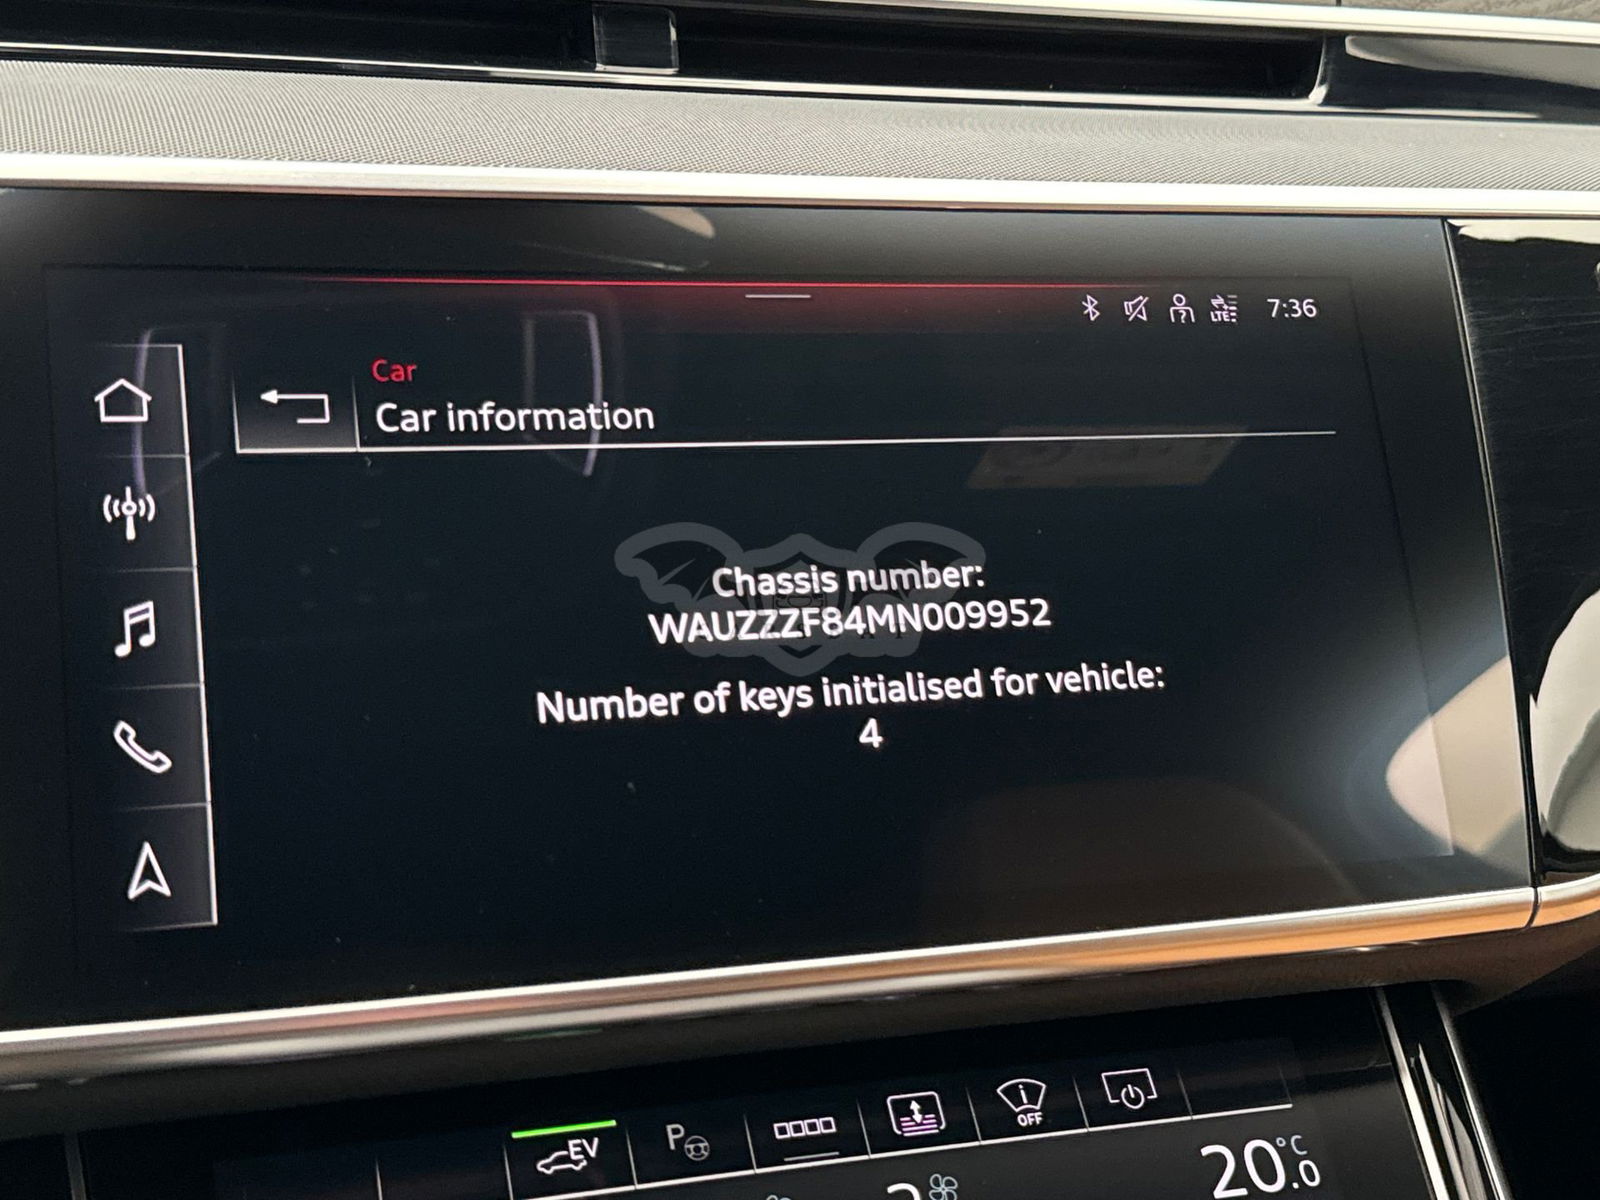 LTE
7:36
Car
Car information
Chassis number:
WAUZZZF84MN009952
Number of keys initialised for vehicle:
4
EV
P
OFF
20.0 °C